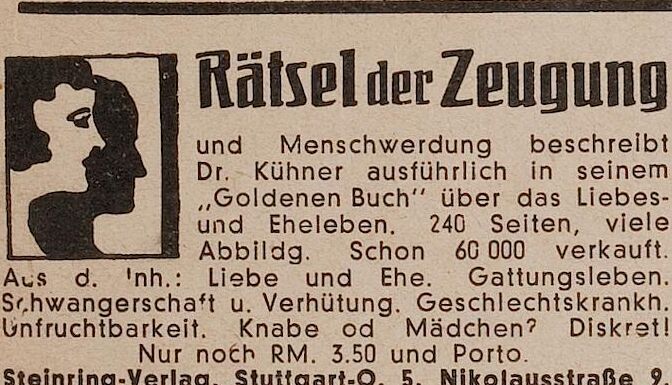 Rätsel der Zeugung
und Menschwerdung beschreibt
Dr. Kühner ausführlich in seinem
„Goldenen Buch" über das Liebes-
und Eheleben. 240 Seiten, viele
Abbildg. Schon 60 000 verkauft.
Aus d. Inh.: Liebe und Ehe. Gattungsleben.
Schwangerschaft u. Verhütung. Geschlechtskrankh.
Unfruchtbarkeit. Knabe od Mädchen? Diskret!
Nur noch RM. 3.50 und Porto.
Steinring-Verlag, Stuttgart-O. 5, Nikolausstraße 9.